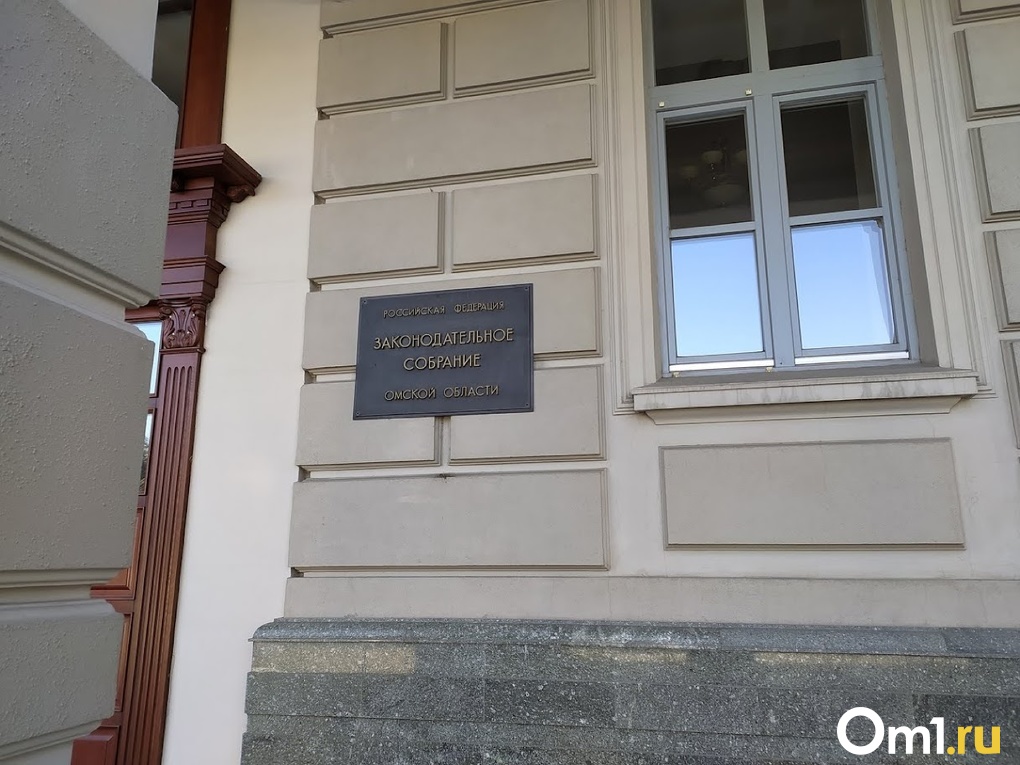 РОССИЙСКАЯ ФЕДЕРАЦИЯ
ЗАКОНОДАТЕЛЬНОЕ
СОБРАНИЕ
ОМСКОЙ ОБЛАСТИ
Om1.ru